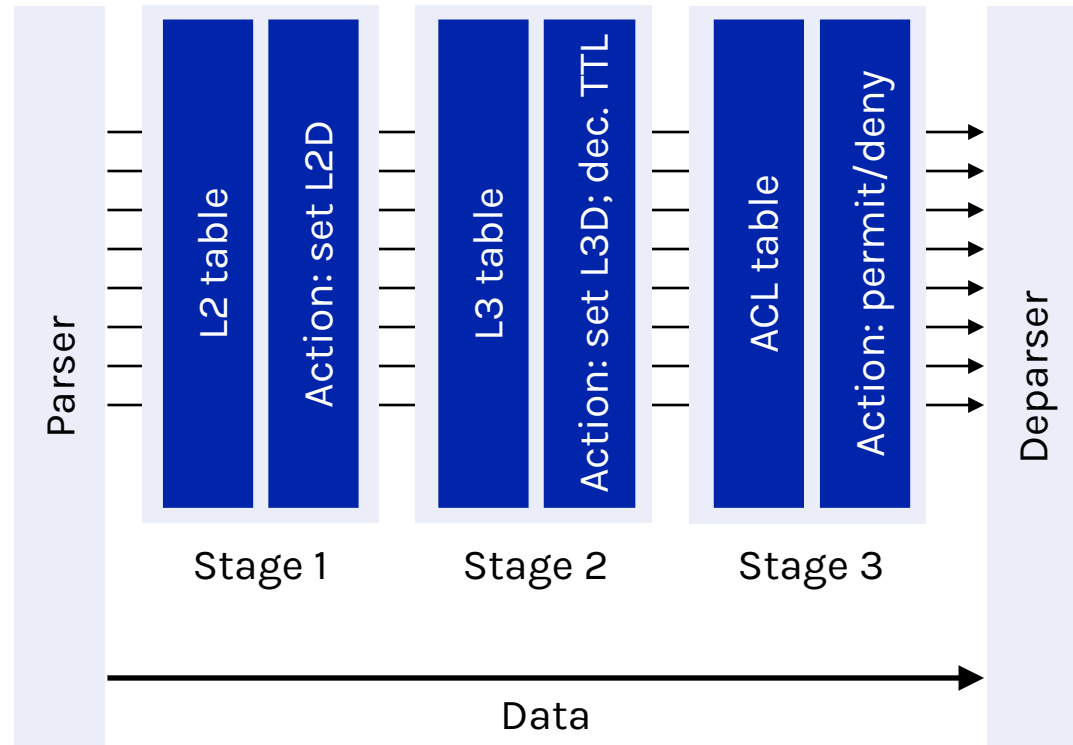 Parser
L2 table
Action: set L2D
Stage 1
L3 table
Action: set L3D; dec. TTL
Stage 2
ACL table
Action: permit/deny
Stage 3
Deparser
Data